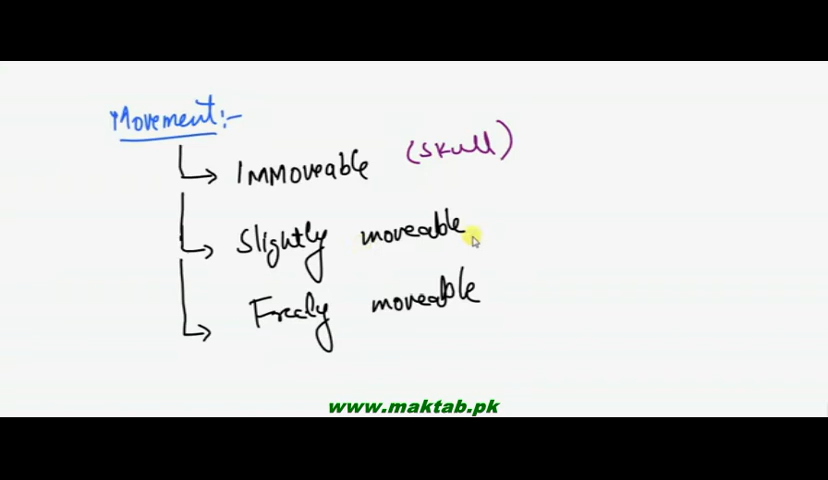 Movement:-
Immoveable (skull)
Slightly moveable
Freely moveable
www.maktab.pk